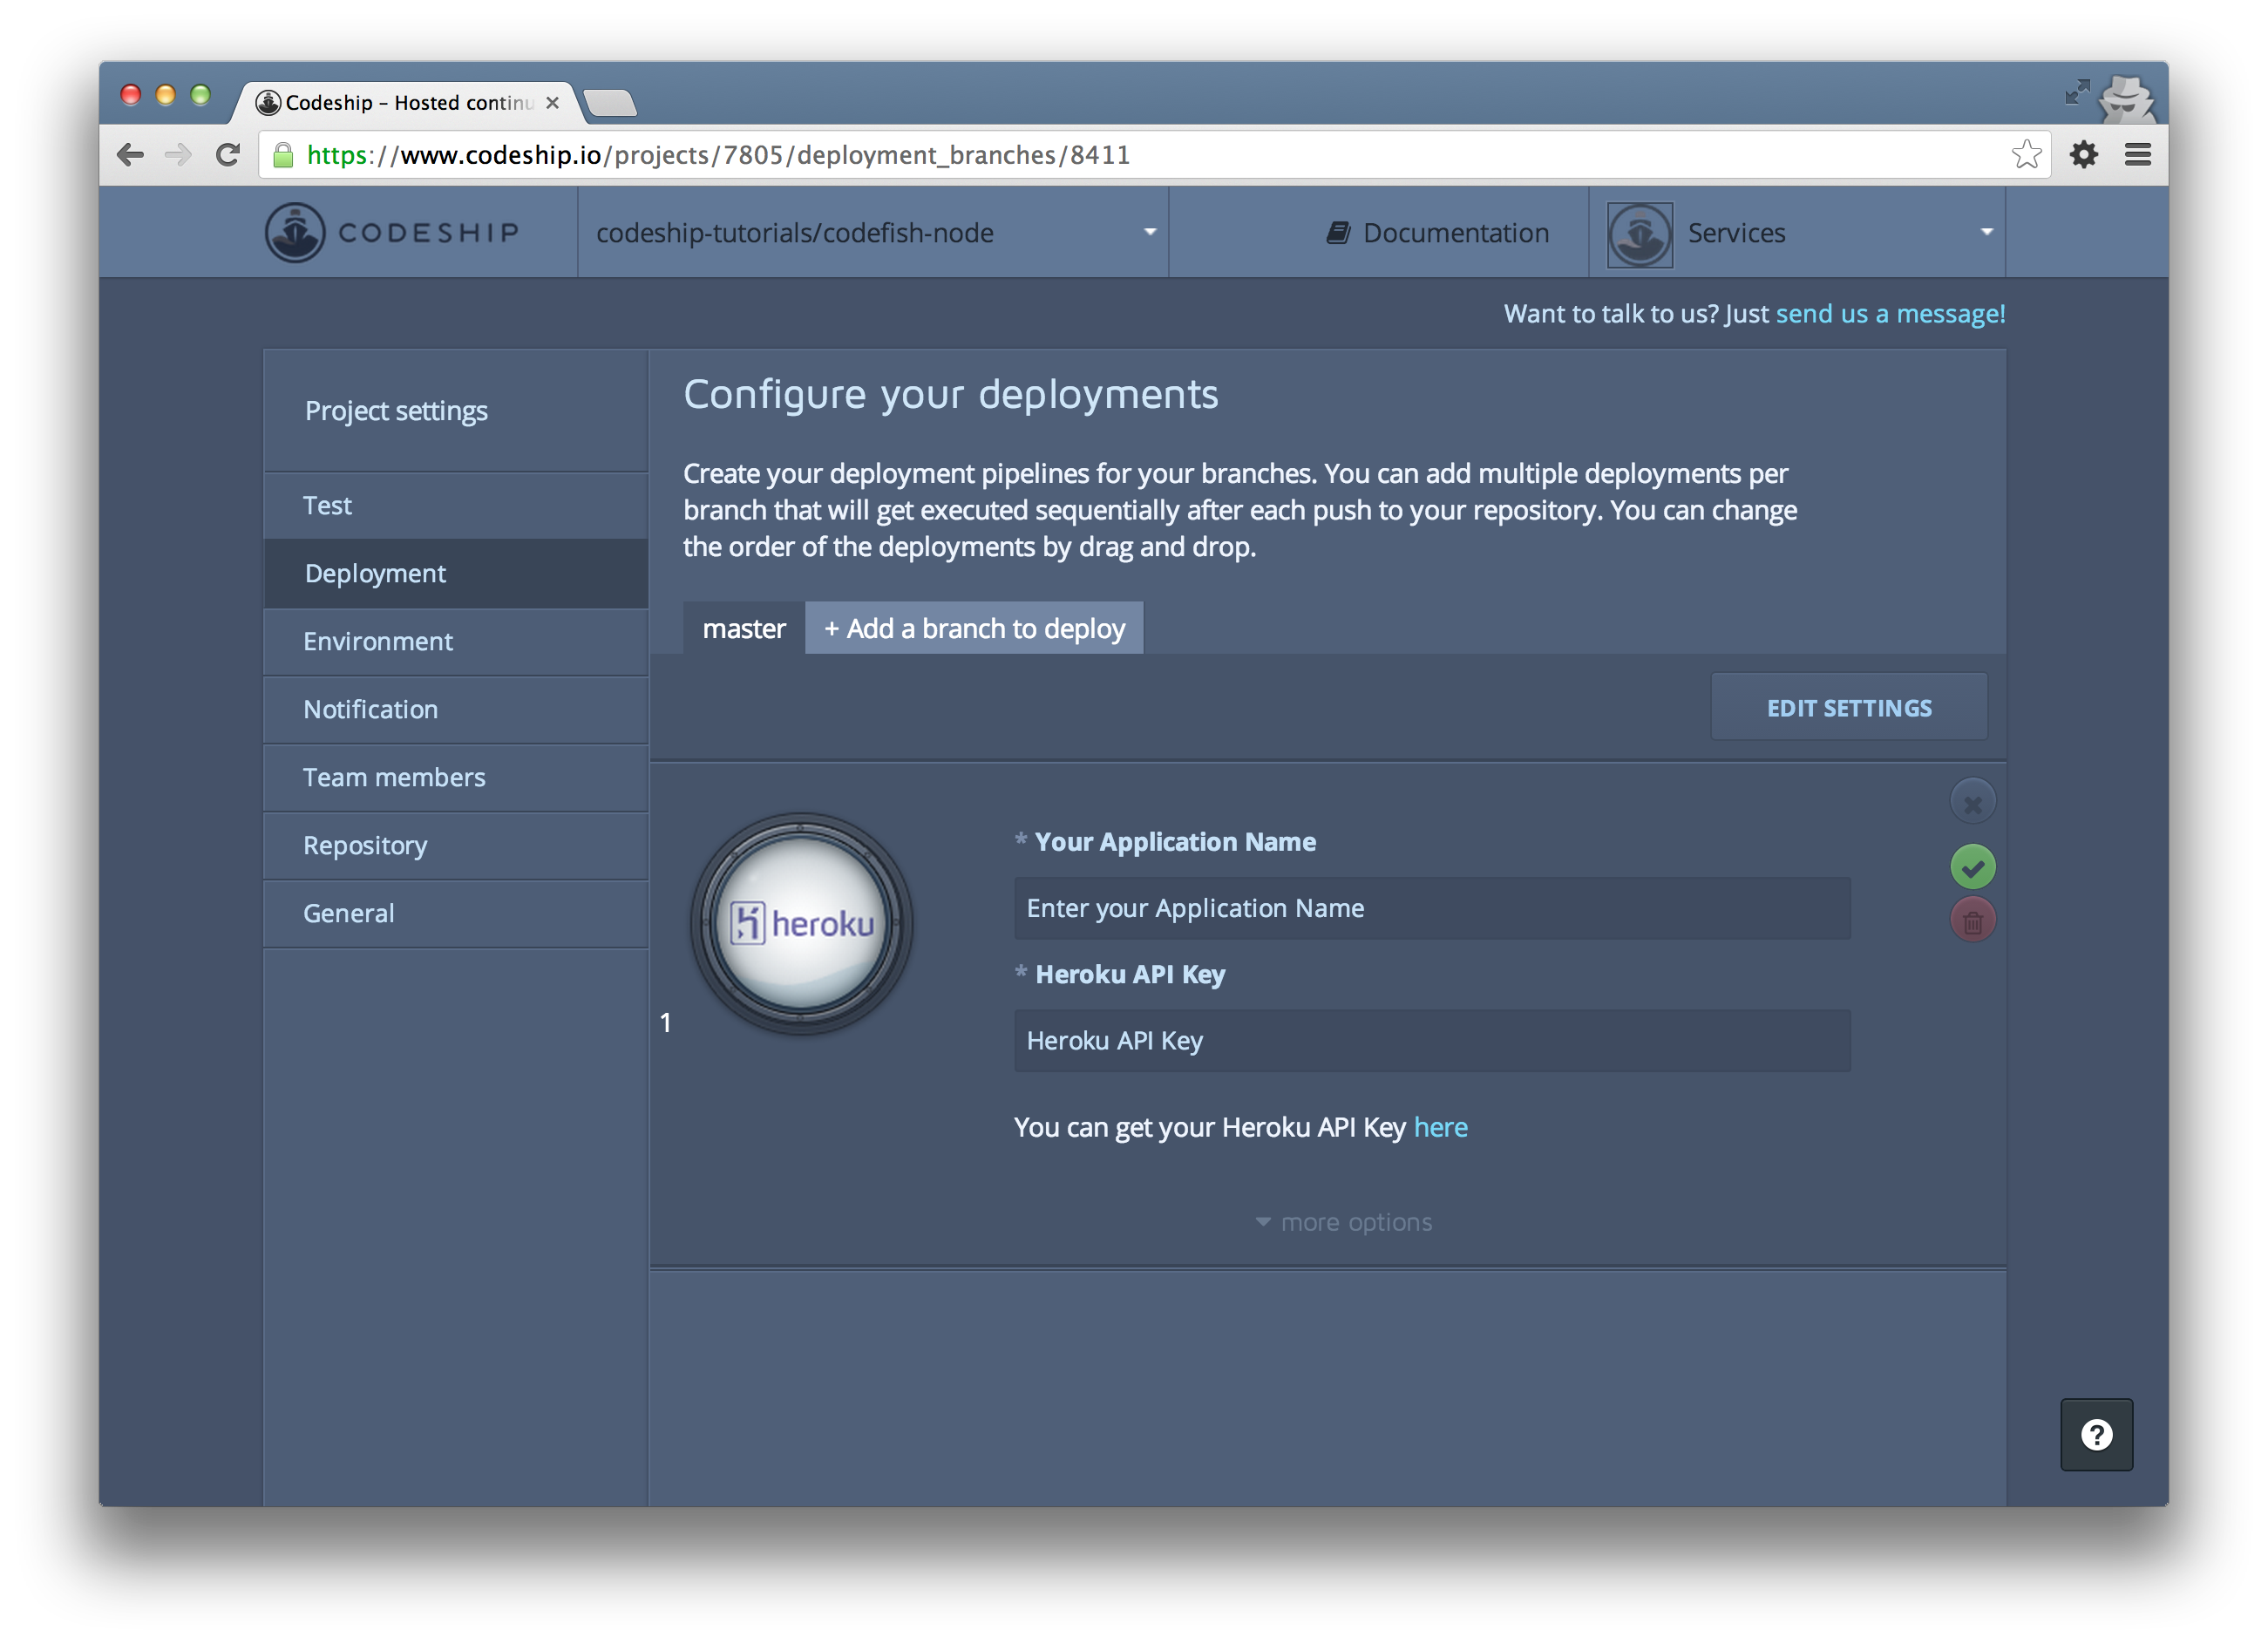 Codeship – Hosted continu
https://www.codeship.io/projects/7805/deployment_branches/8411
CODESHIP
codeship-tutorials/codefish-node
Documentation
Services
Want to talk to us? Just send us a message!
Project settings
Test
Deployment
Environment
Notification
Team members
Repository
General
Configure your deployments
Create your deployment pipelines for your branches. You can add multiple deployments per
branch that will get executed sequentially after each push to your repository. You can change
the order of the deployments by drag and drop.
master
+ Add a branch to deploy
EDIT SETTINGS
1
heroku
* Your Application Name
Enter your Application Name
* Heroku API Key
Heroku API Key
You can get your Heroku API Key here
more options
?